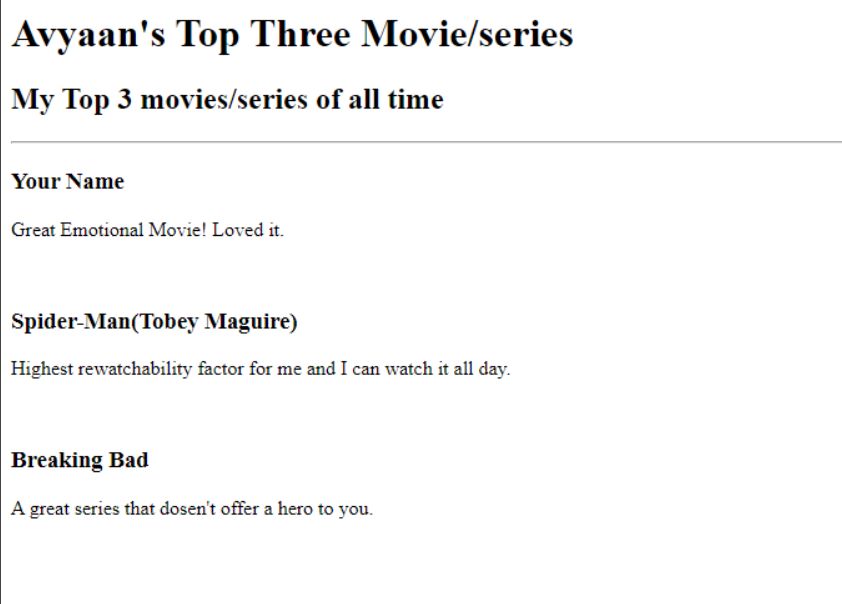 Avyaan's Top Three Movie/series
My Top 3 movies/series of all time
Your Name
Great Emotional Movie! Loved it.
Spider-Man(Tobey Maguire)
Highest rewatchability factor for me and I can watch it all day.
Breaking Bad
A great series that dosen't offer a hero to you.